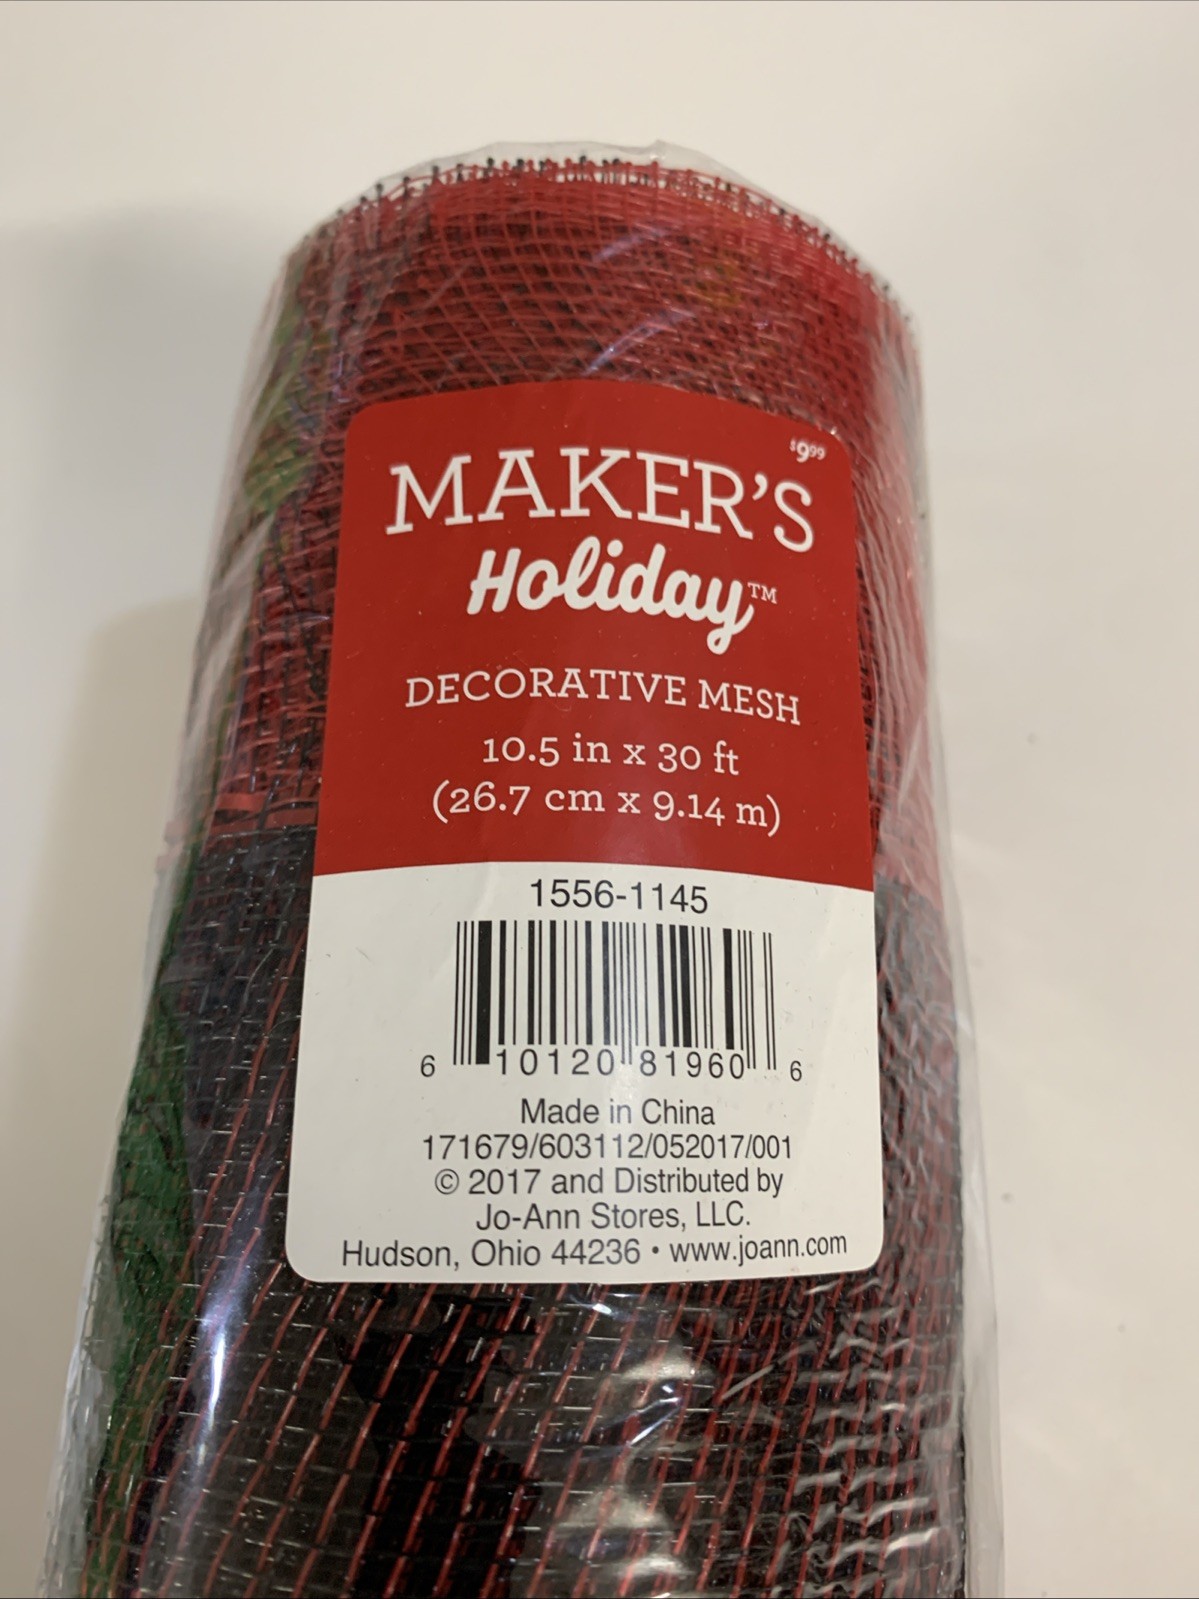 $9.99
MAKER'S
Holiday™
DECORATIVE MESH
10.5 in x 30 ft
(26.7 cm x 9.14 m)
1556-1145
6 10120 81960 6
Made in China
171679/603112/052017/001
© 2017 and Distributed by
Jo-Ann Stores, LLC.
Hudson, Ohio 44236 • www.joann.com